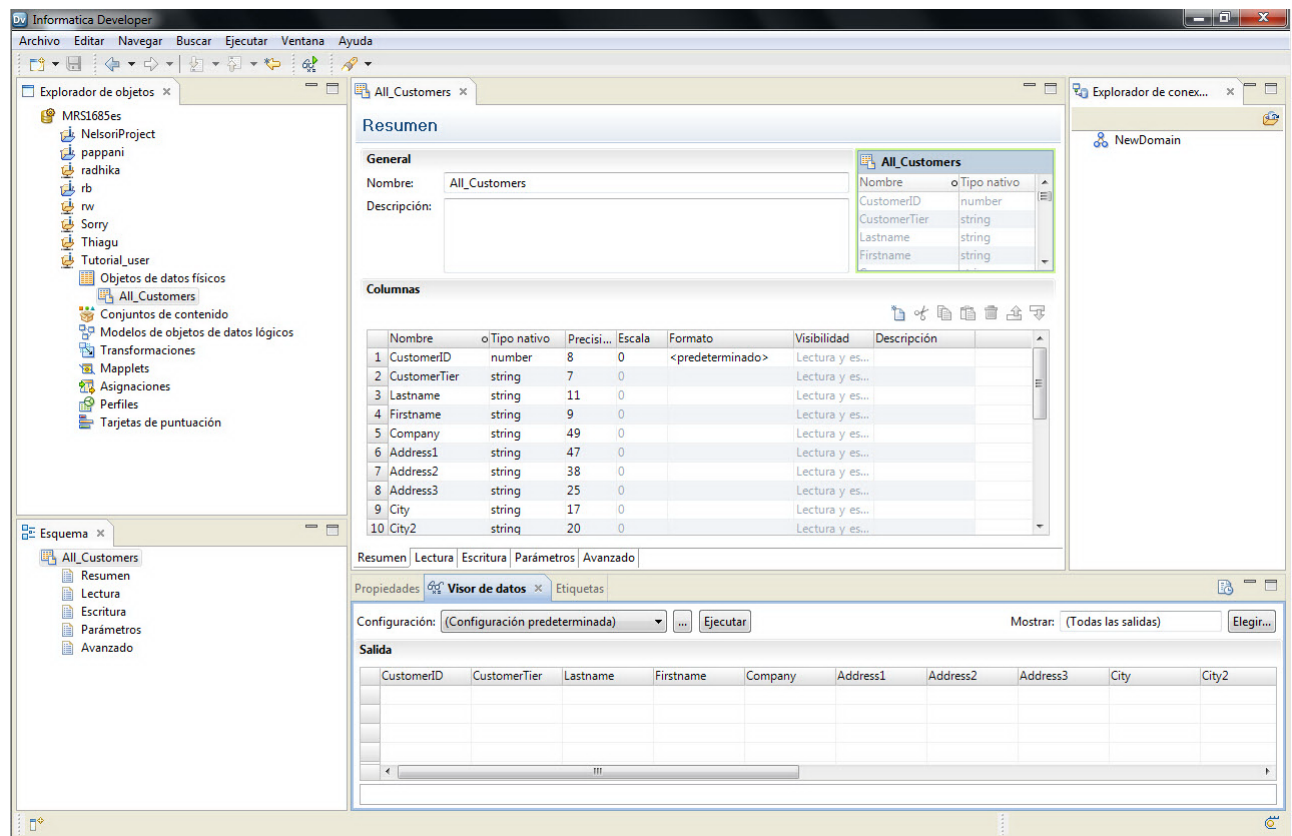 Dv Informatica Developer
Archivo Editar Navegar Buscar Ejecutar Ventana Ayuda
Explorador de objetos
MRS1685es
NelsoriProject
pappani
radhika
rb
rw
Sorry
Thiagu
Tutorial_user
Objetos de datos físicos
All_Customers
Conjuntos de contenido
Modelos de objetos de datos lógicos
Transformaciones
Mapplets
Asignaciones
Perfiles
Tarjetas de puntuación
Esquema
All_Customers
Resumen
Lectura
Escritura
Parámetros
Avanzado
All_Customers
Resumen
General
Nombre: All_Customers
Descripción:
All_Customers
Nombre Tipo nativo
CustomerID number
CustomerTier string
Lastname string
Firstname string
Columnas
Nombre Tipo nativo Precisi... Escala Formato Visibilidad Descripción
1 CustomerID number 8 0 <predeterminado> Lectura y es...
2 CustomerTier string 7 0 Lectura y es...
3 Lastname string 11 0 Lectura y es...
4 Firstname string 9 0 Lectura y es...
5 Company string 49 0 Lectura y es...
6 Address1 string 47 0 Lectura y es...
7 Address2 string 38 0 Lectura y es...
8 Address3 string 25 0 Lectura y es...
9 City string 17 0 Lectura y es...
10 City2 string 20 0 Lectura y es...
Resumen Lectura Escritura Parámetros Avanzado
Explorador de conex...
NewDomain
Propiedades Visor de datos Etiquetas
Configuración: (Configuración predeterminada) ... Ejecutar Mostrar: (Todas las salidas) Elegir...
Salida
CustomerID CustomerTier Lastname Firstname Company Address1 Address2 Address3 City City2